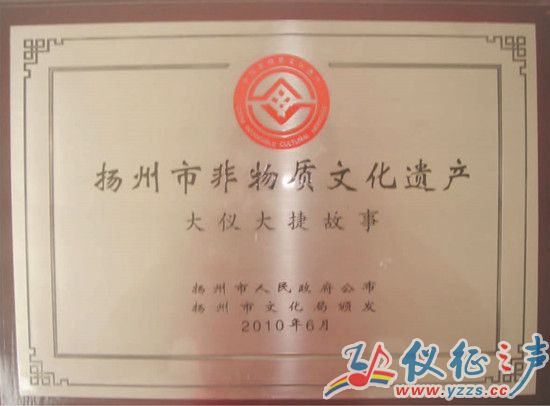 扬州市非物质文化遗产
大仪大捷故事
扬州市人民政府公布
扬州市文化局颁发
2010年6月
仪征之声
www.yzzs.cc